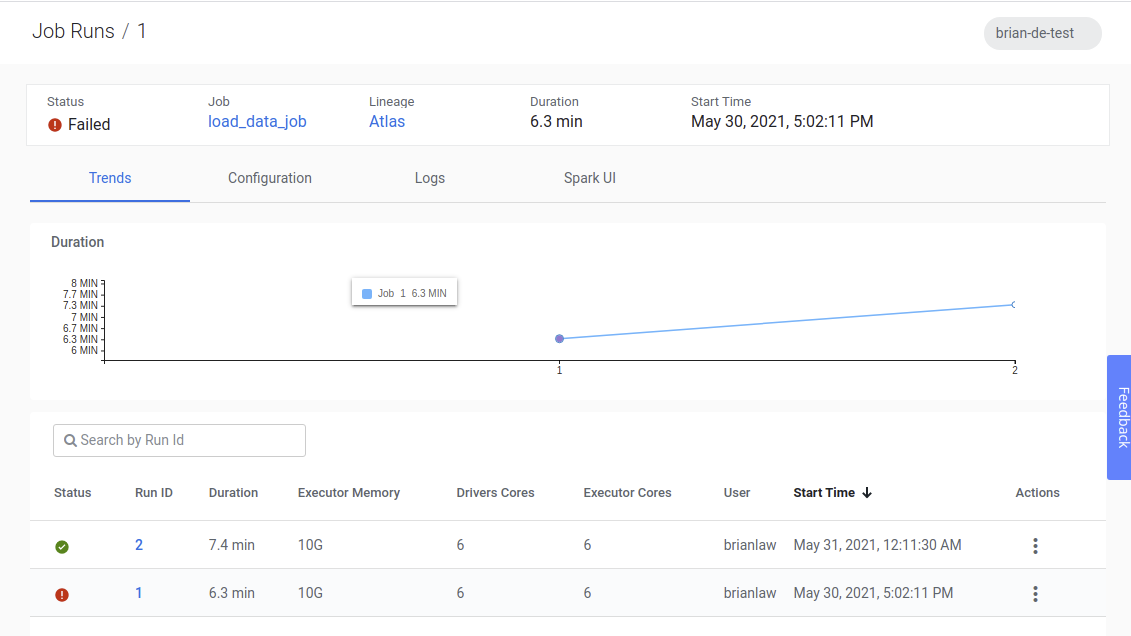 Job Runs / 1
brian-de-test
Status Job Lineage Duration Start Time
Failed load_data_job Atlas 6.3 min May 30, 2021, 5:02:11 PM
Trends Configuration Logs Spark UI
Duration
8 MIN
7.7 MIN
7.3 MIN
7 MIN
6.7 MIN
6.3 MIN
6 MIN
Job 1 6.3 MIN
1 2
Feedback
Search by Run Id
Status Run ID Duration Executor Memory Drivers Cores Executor Cores User Start Time Actions
2 7.4 min 10G 6 6 brianlaw May 31, 2021, 12:11:30 AM
1 6.3 min 10G 6 6 brianlaw May 30, 2021, 5:02:11 PM